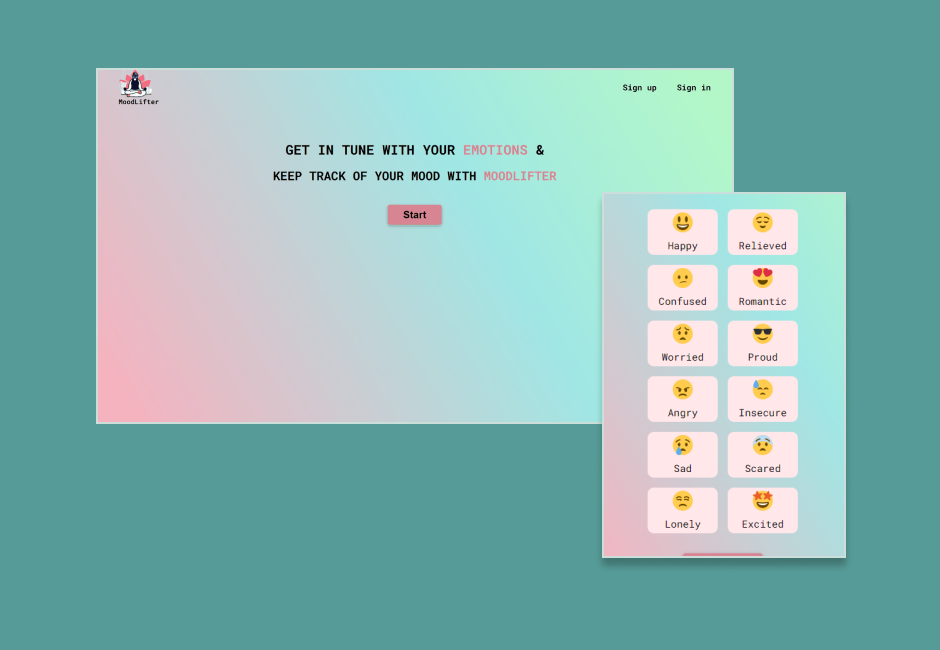 MoodLifter
Sign up Sign in
GET IN TUNE WITH YOUR EMOTIONS &
KEEP TRACK OF YOUR MOOD WITH MOODLIFTER
Start
Happy Relieved
Confused Romantic
Worried Proud
Angry Insecure
Sad Scared
Lonely Excited